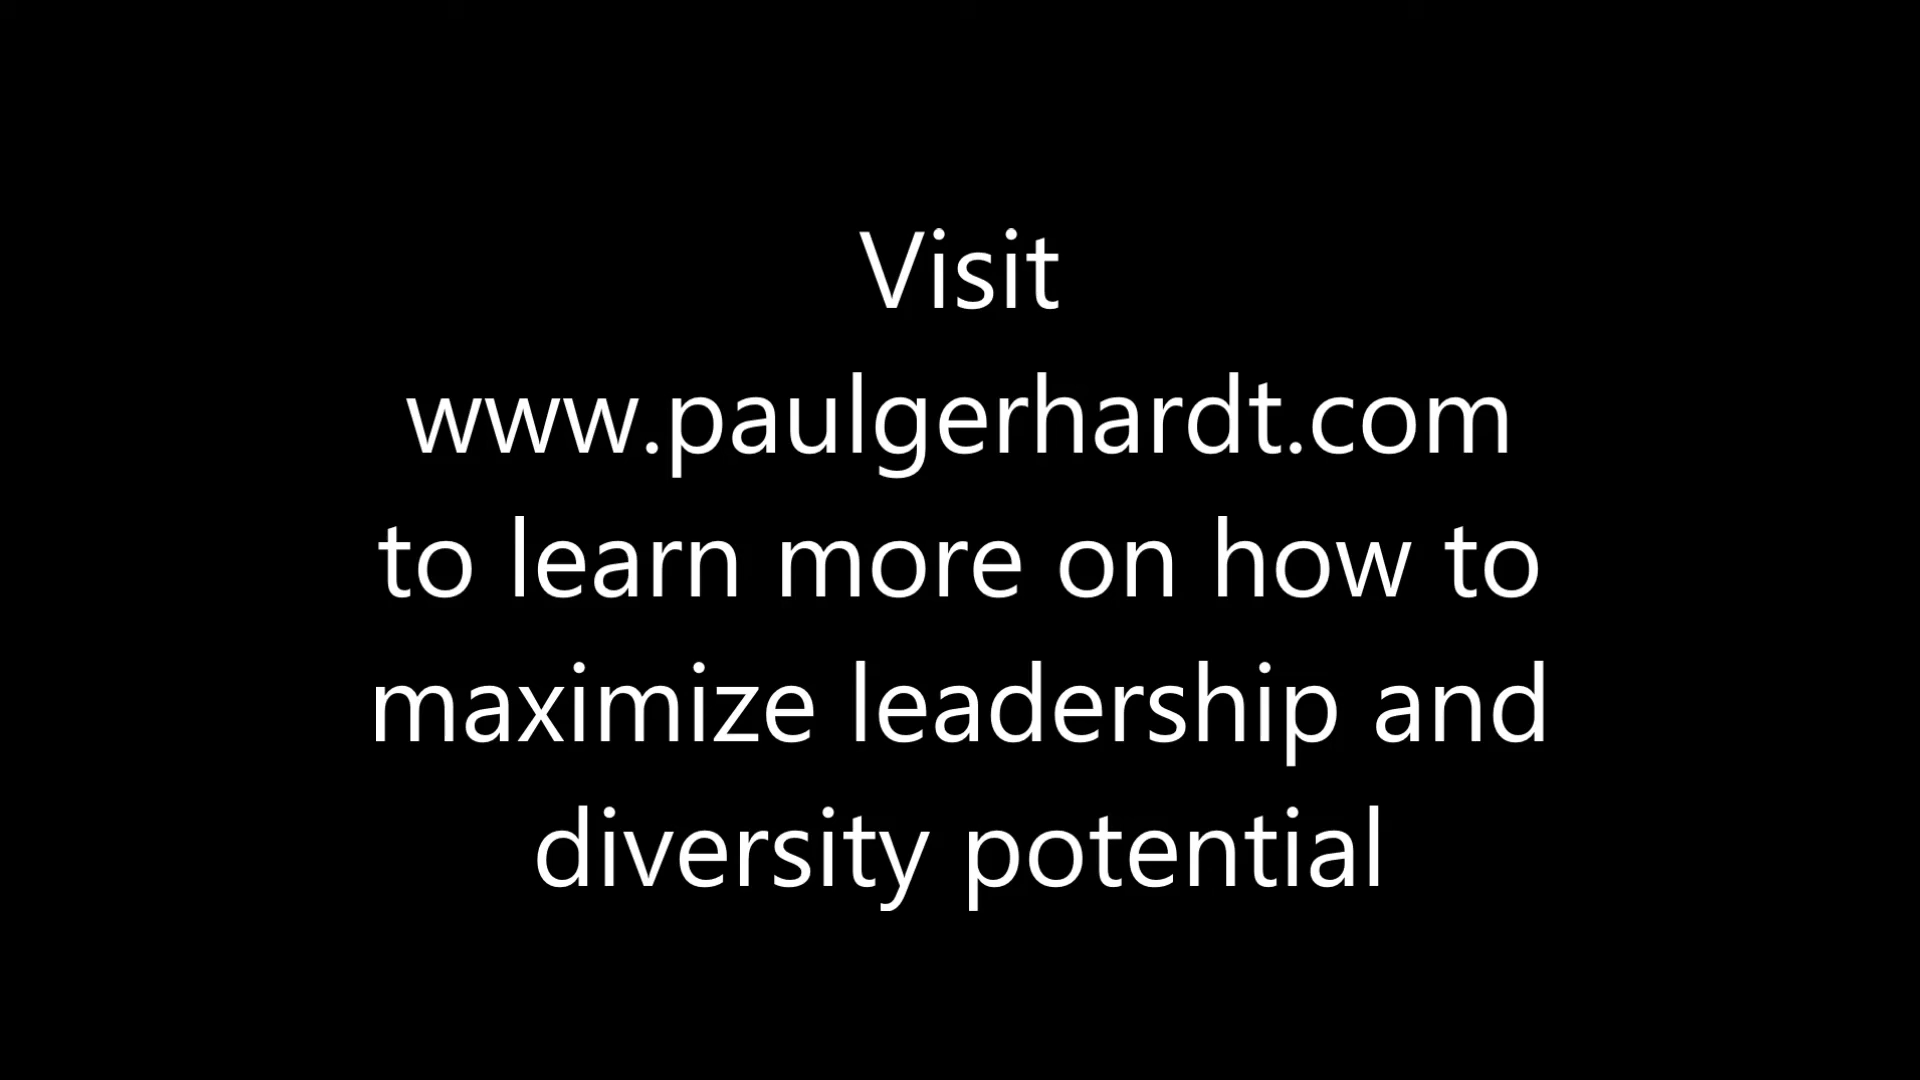 Visit
www.paulgerhardt.com
to learn more on how to
maximize leadership and
diversity potential